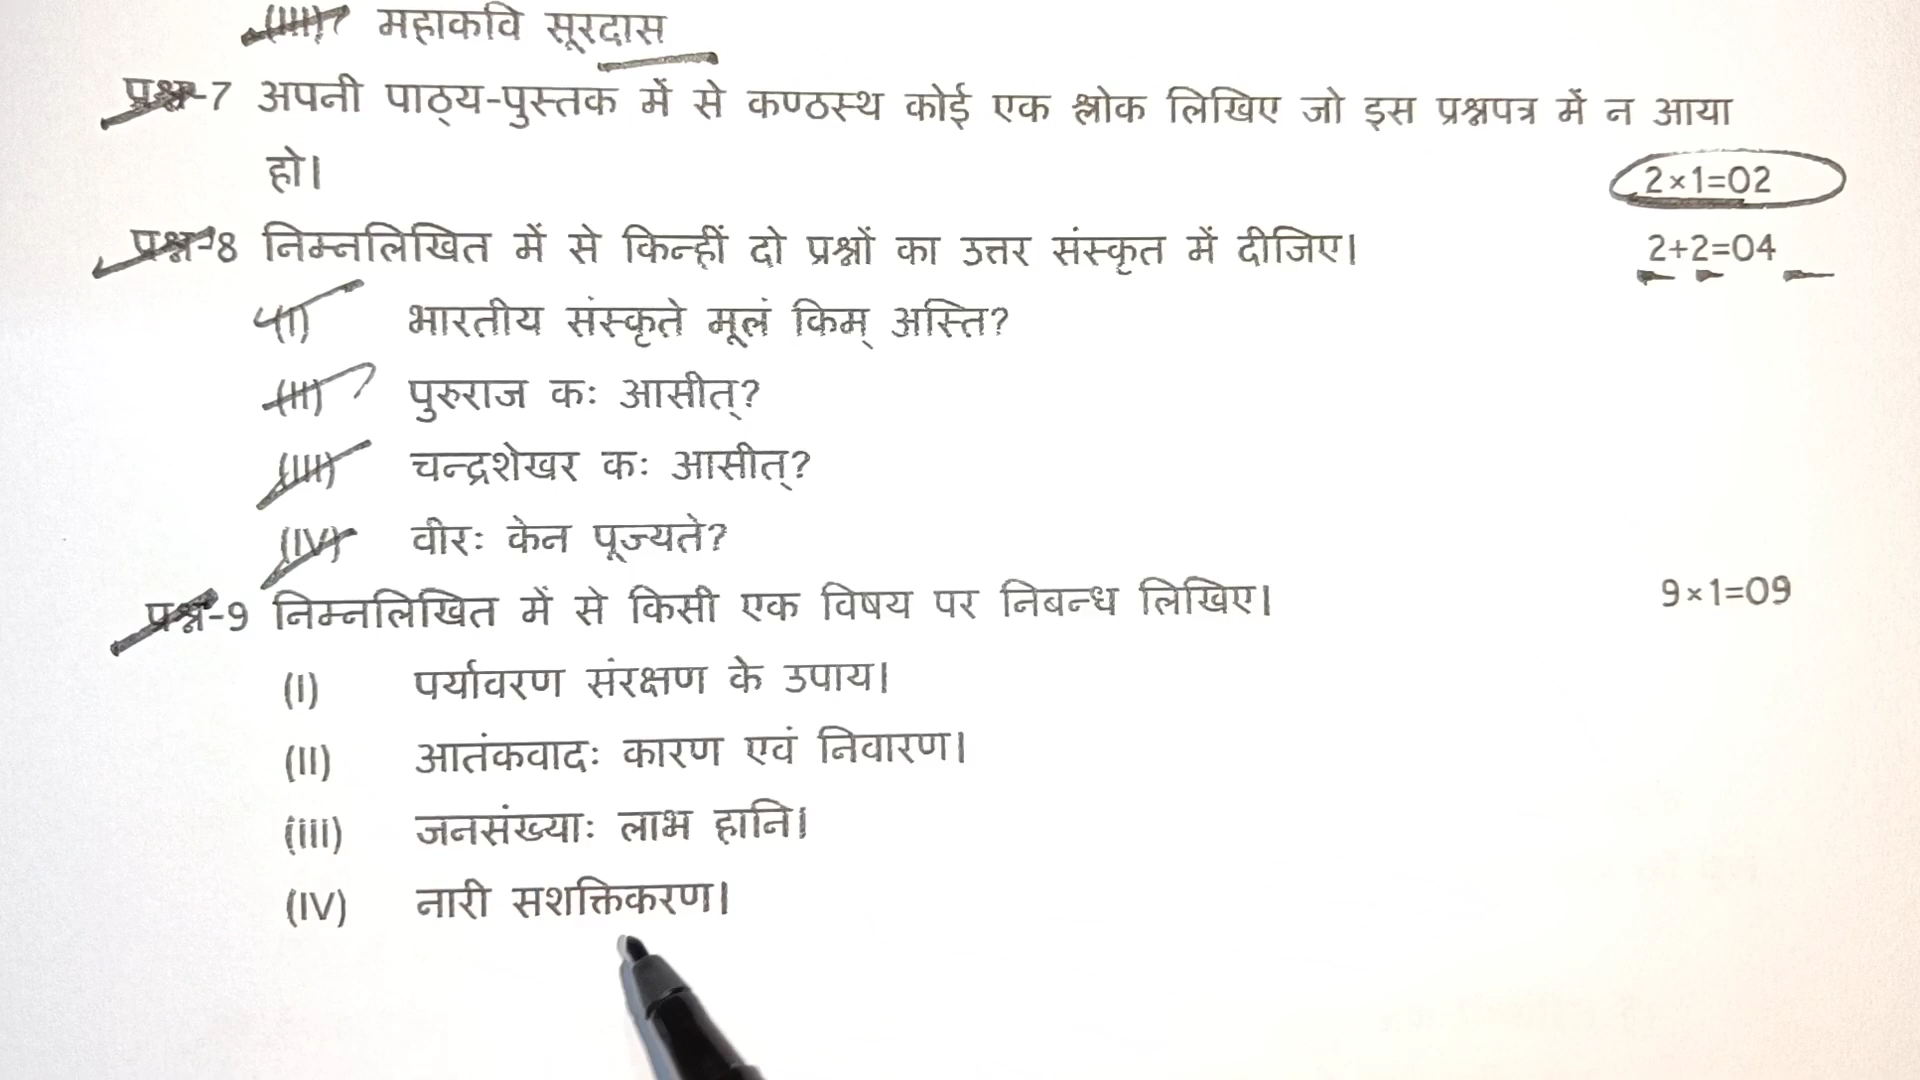 (III) महाकवि सूरदास
प्रश्न-7 अपनी पाठ्य-पुस्तक में से कण्ठस्थ कोई एक श्लोक लिखिए जो इस प्रश्नपत्र में न आया
हो। 2×1=02
प्रश्न-8 निम्नलिखित में से किन्हीं दो प्रश्नों का उत्तर संस्कृत में दीजिए। 2+2=04
(I) भारतीय संस्कृते मूलं किम् अस्ति?
(II) पुरुराज कः आसीत्?
(III) चन्द्रशेखर कः आसीत्?
(IV) वीरः केन पूज्यते?
प्रश्न-9 निम्नलिखित में से किसी एक विषय पर निबन्ध लिखिए। 9×1=09
(I) पर्यावरण संरक्षण के उपाय।
(II) आतंकवादः कारण एवं निवारण।
(iii) जनसंख्याः लाभ हानि।
(IV) नारी सशक्तिकरण।